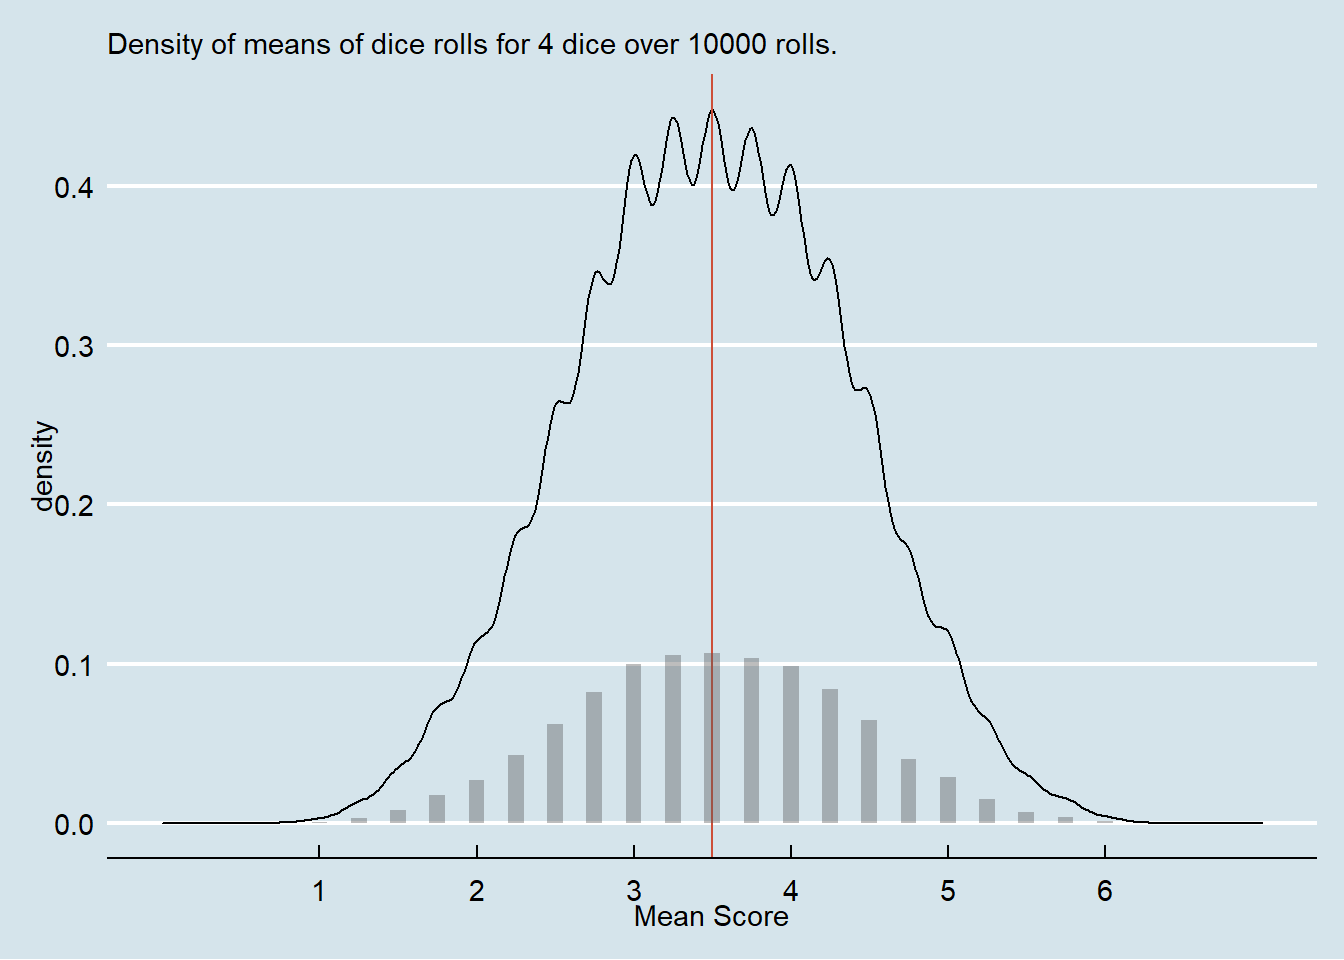 Density of means of dice rolls for 4 dice over 10000 rolls.
0.4
0.3
density
0.2
0.1
0.0
1 2 3 4 5 6
Mean Score